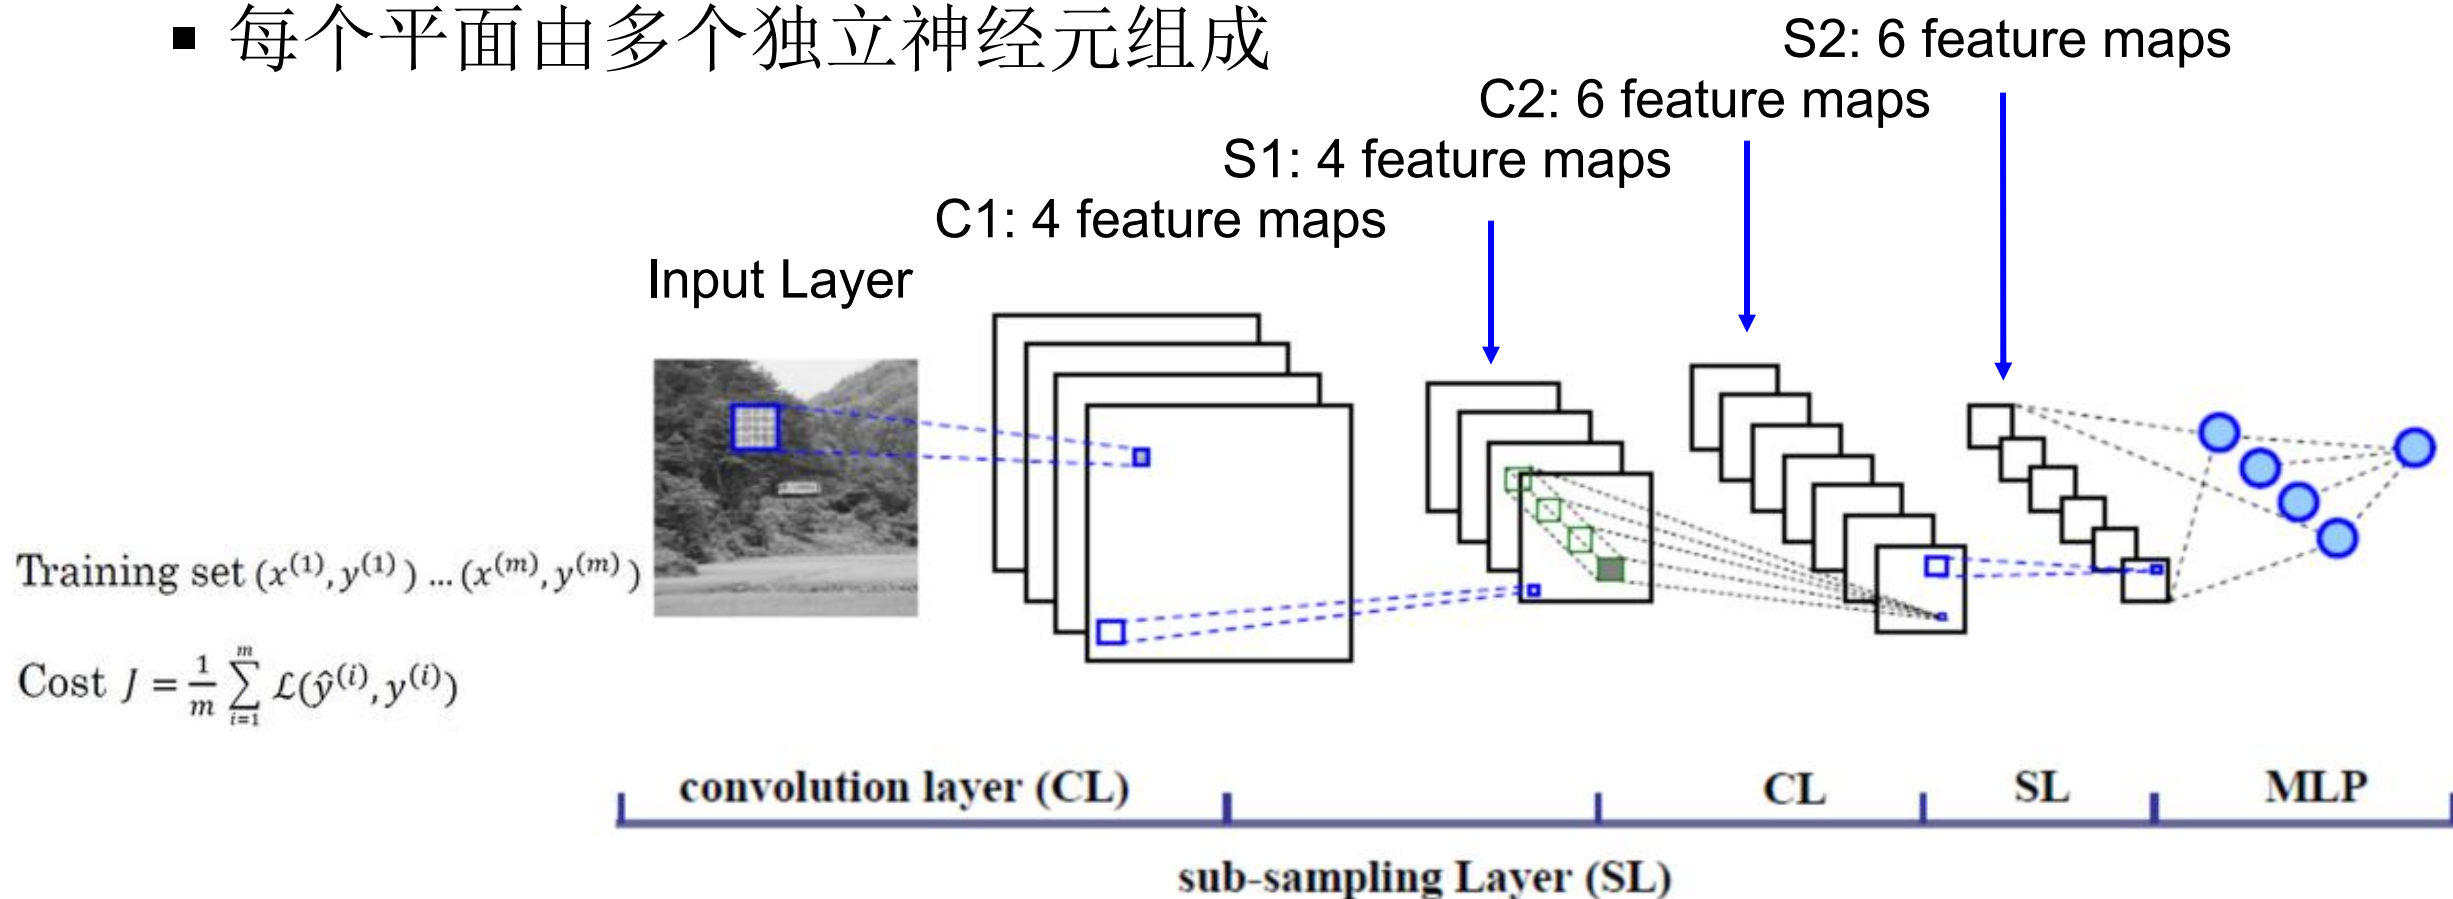 ▪ 每个平面由多个独立神经元组成
S2: 6 feature maps
C2: 6 feature maps
S1: 4 feature maps
C1: 4 feature maps
Input Layer
Training set (x^(1), y^(1)) ... (x^(m), y^(m))
Cost J = 1/m ∑_{i=1}^{m} ℒ(ŷ^(i), y^(i))
convolution layer (CL) CL SL MLP
sub-sampling Layer (SL)